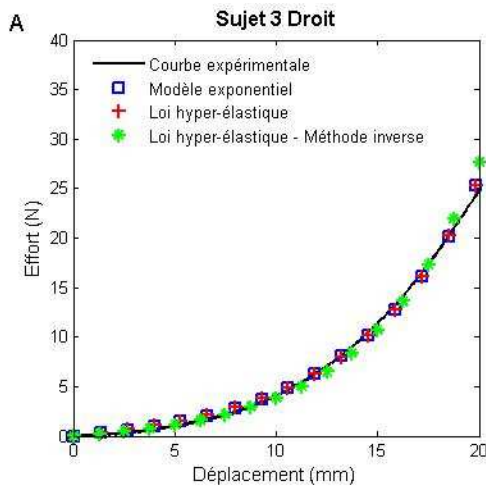 A
Sujet 3 Droit
40
35
30
25
20
15
10
5
0
Effort (N)
Courbe expérimentale
Modèle exponentiel
Loi hyper-élastique
Loi hyper-élastique - Méthode inverse
0 5 10 15 20
Déplacement (mm)